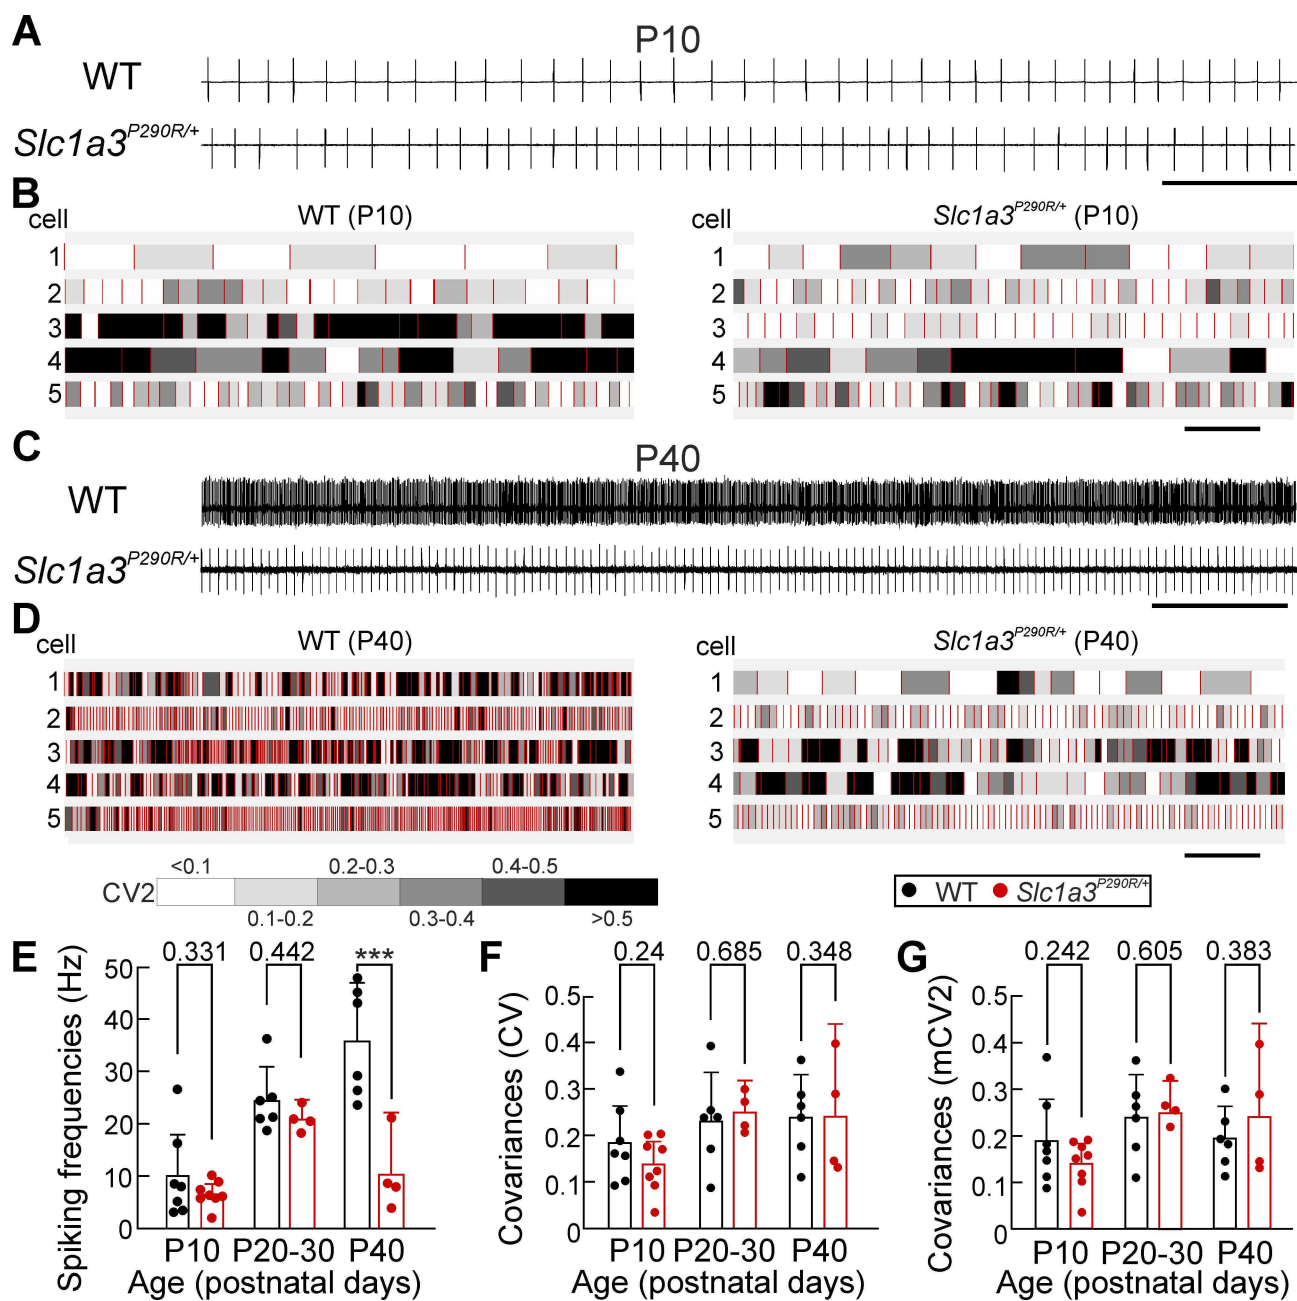 A
P10
WT
Slc1a3P290R/+
B
cell
WT (P10)
Slc1a3P290R/+ (P10)
cell
1
2
3
4
5
1
2
3
4
5
C
P40
WT
Slc1a3P290R/+
D
cell
WT (P40)
cell
Slc1a3P290R/+ (P40)
1
2
3
4
5
1
2
3
4
5
<0.1
0.2-0.3
0.4-0.5
CV2
0.1-0.2
0.3-0.4
>0.5
WT
Slc1a3P290R/+
E
0.331
0.442
***
Spiking frequencies (Hz)
50
40
30
20
10
0
P10
P20-30
P40
Age (postnatal days)
F
0.24
0.685
0.348
Covariances (CV)
0.5
0.4
0.3
0.2
0.1
0
P10
P20-30
P40
Age (postnatal days)
G
0.242
0.605
0.383
Covariances (mCV2)
0.5
0.4
0.3
0.2
0.1
0
P10
P20-30
P40
Age (postnatal days)